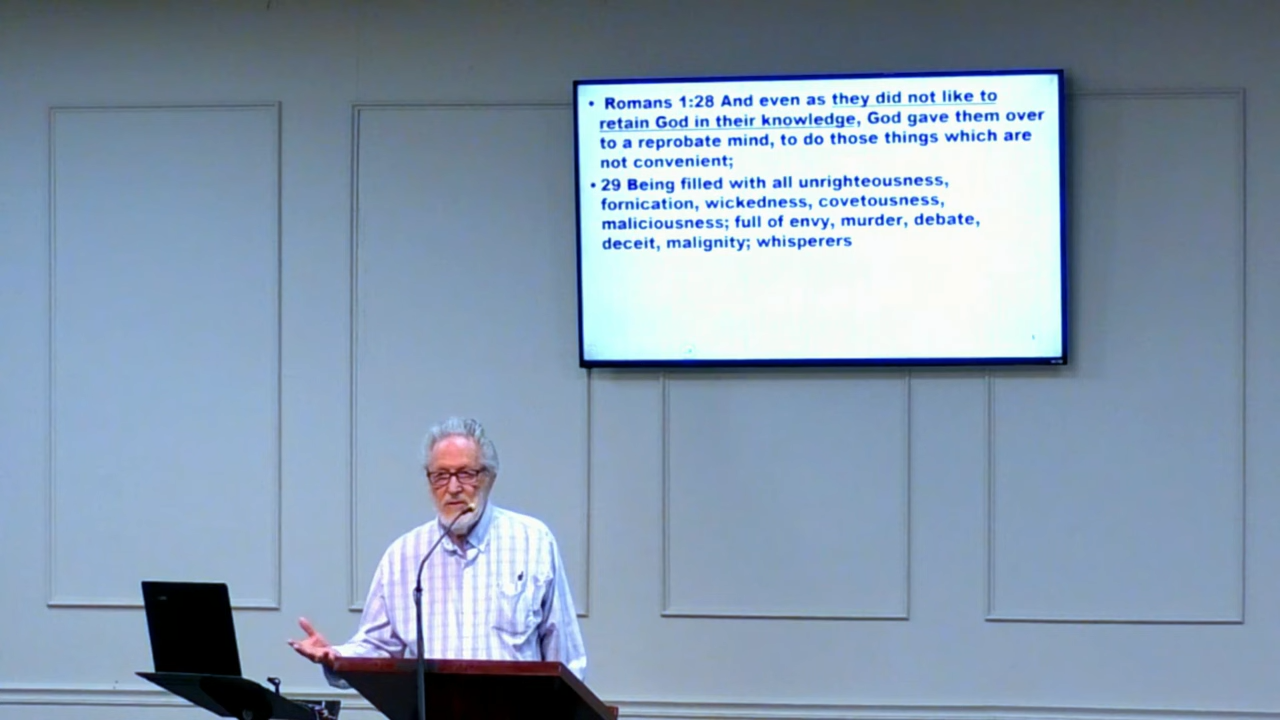 • Romans 1:28 And even as they did not like to
retain God in their knowledge, God gave them over
to a reprobate mind, to do those things which are
not convenient;
• 29 Being filled with all unrighteousness,
fornication, wickedness, covetousness,
maliciousness; full of envy, murder, debate,
deceit, malignity; whisperers